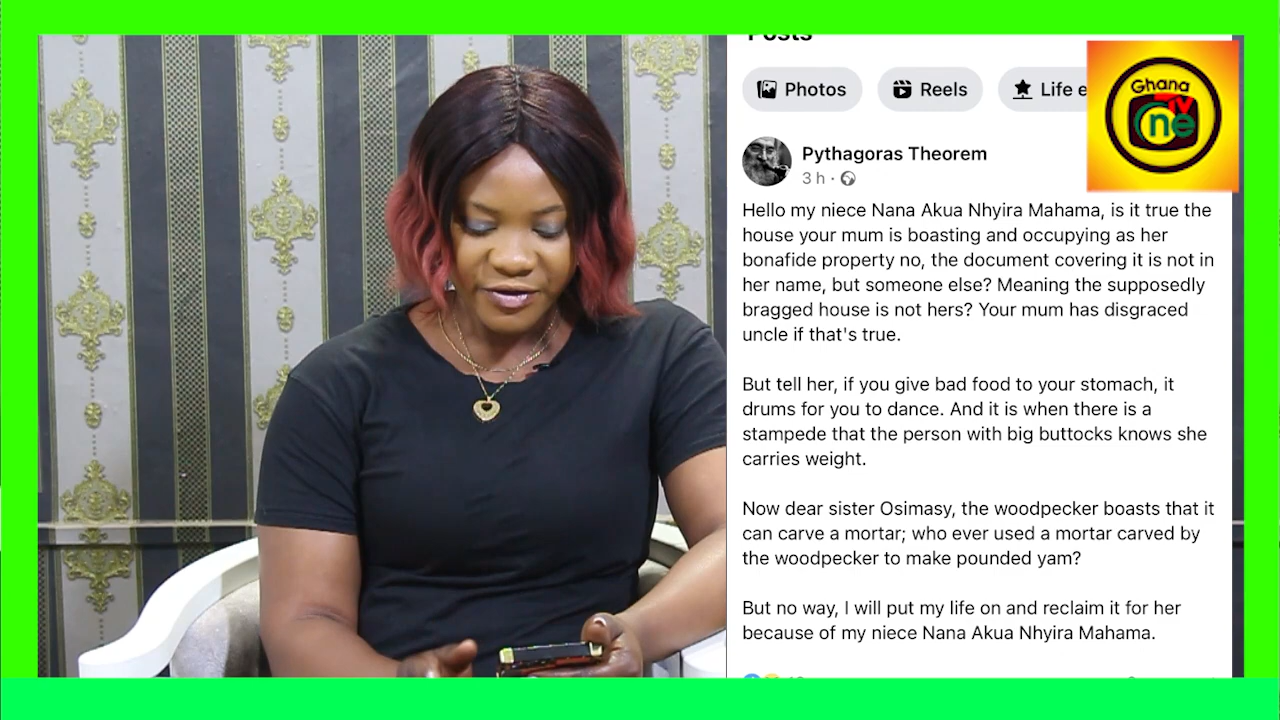 Posts
Photos
Reels
Life e
Ghana
TV
One
Pythagoras Theorem
3 h ·
Hello my niece Nana Akua Nhyira Mahama, is it true the
house your mum is boasting and occupying as her
bonafide property no, the document covering it is not in
her name, but someone else? Meaning the supposedly
bragged house is not hers? Your mum has disgraced
uncle if that's true.
But tell her, if you give bad food to your stomach, it
drums for you to dance. And it is when there is a
stampede that the person with big buttocks knows she
carries weight.
Now dear sister Osimasy, the woodpecker boasts that it
can carve a mortar; who ever used a mortar carved by
the woodpecker to make pounded yam?
But no way, I will put my life on and reclaim it for her
because of my niece Nana Akua Nhyira Mahama.